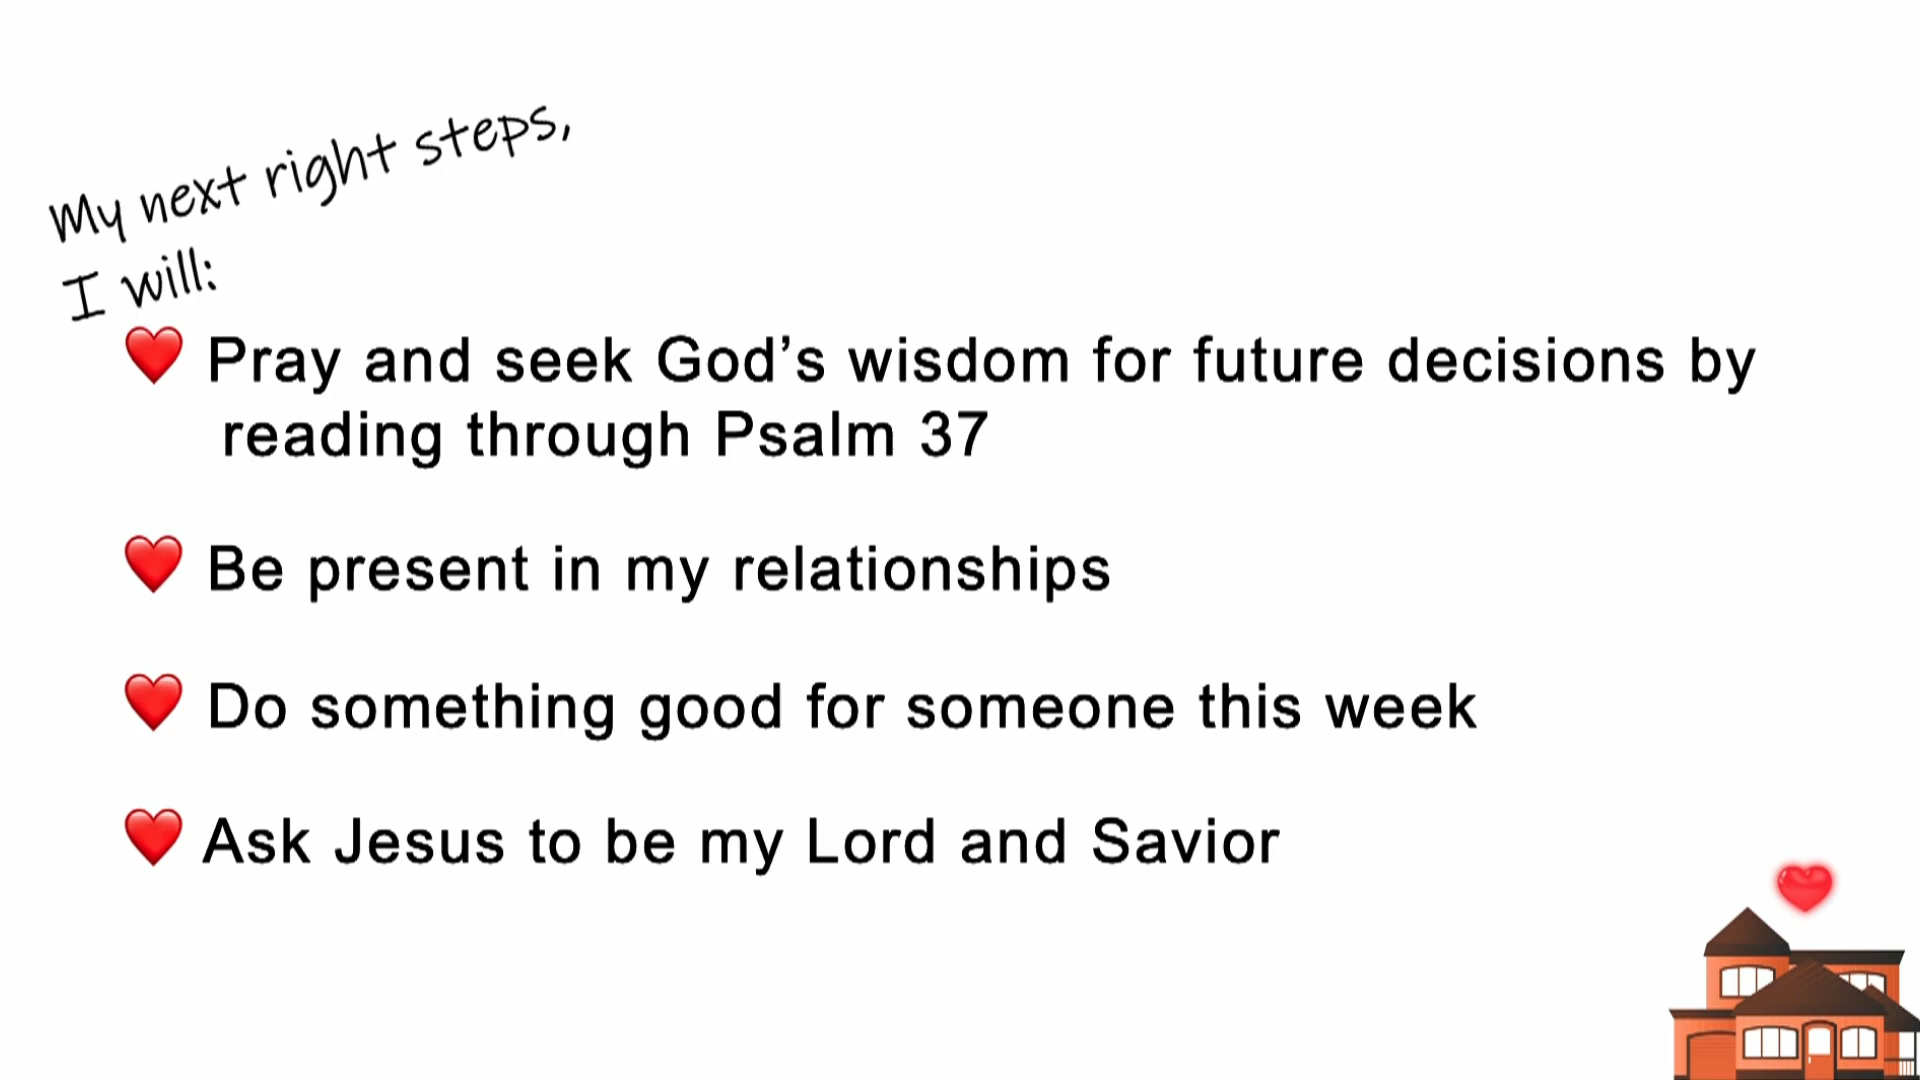 My next right steps,
I will:
❤️ Pray and seek God’s wisdom for future decisions by
reading through Psalm 37
❤️ Be present in my relationships
❤️ Do something good for someone this week
❤️ Ask Jesus to be my Lord and Savior